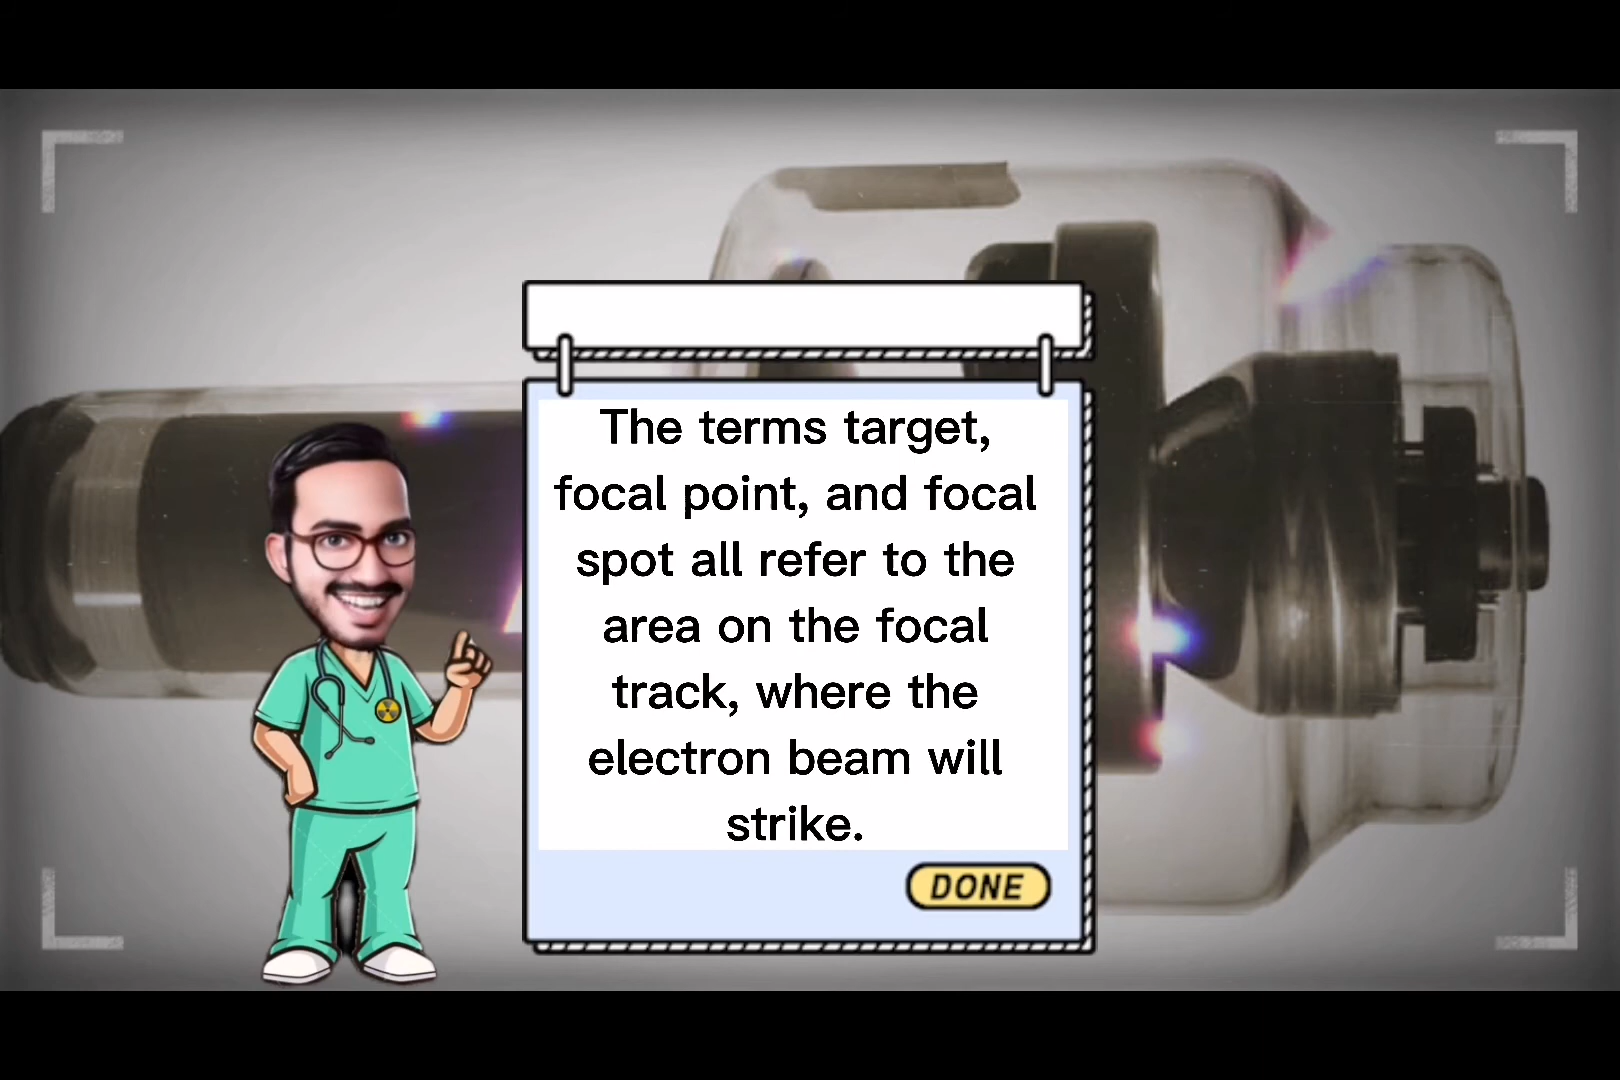 The terms target,
focal point, and focal
spot all refer to the
area on the focal
track, where the
electron beam will
strike.
DONE